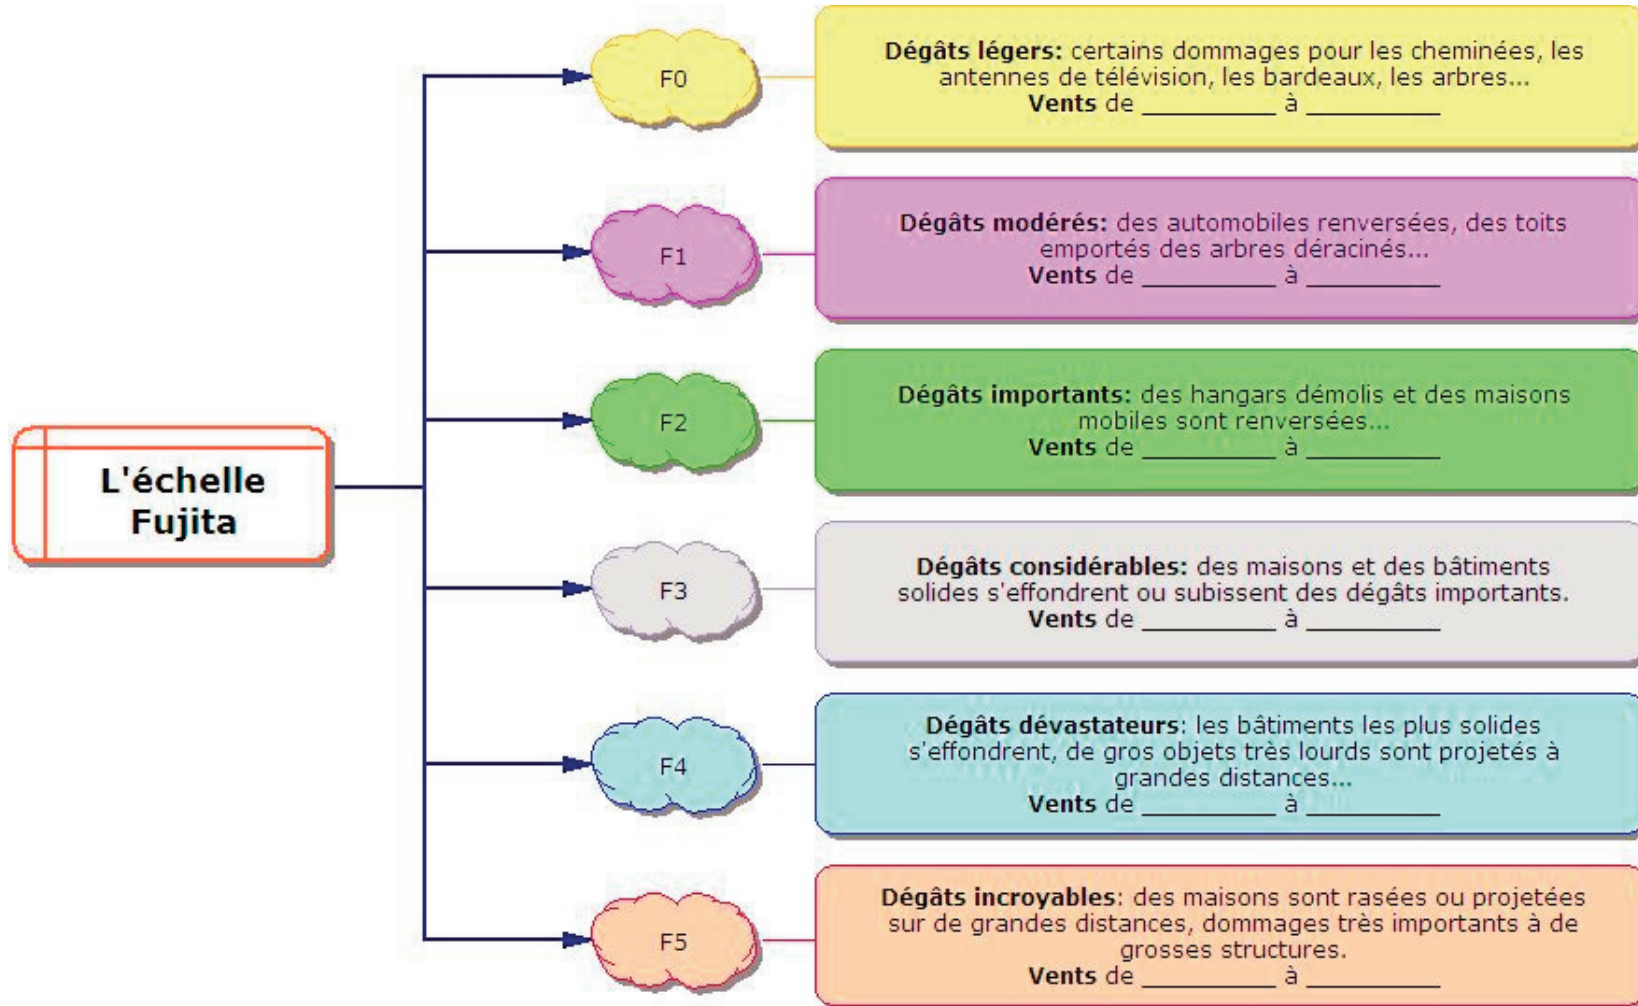 L'échelle
Fujita
F0
Dégâts légers: certains dommages pour les cheminées, les
antennes de télévision, les bardeaux, les arbres...
Vents de __________ à __________
F1
Dégâts modérés: des automobiles renversées, des toits
emportés des arbres déracinés...
Vents de __________ à __________
F2
Dégâts importants: des hangars démolis et des maisons
mobiles sont renversées...
Vents de __________ à __________
F3
Dégâts considérables: des maisons et des bâtiments
solides s'effondrent ou subissent des dégâts importants.
Vents de __________ à __________
F4
Dégâts dévastateurs: les bâtiments les plus solides
s'effondrent, de gros objets très lourds sont projetés à
grandes distances...
Vents de __________ à __________
F5
Dégâts incroyables: des maisons sont rasées ou projetées
sur de grandes distances, dommages très importants à de
grosses structures.
Vents de __________ à __________